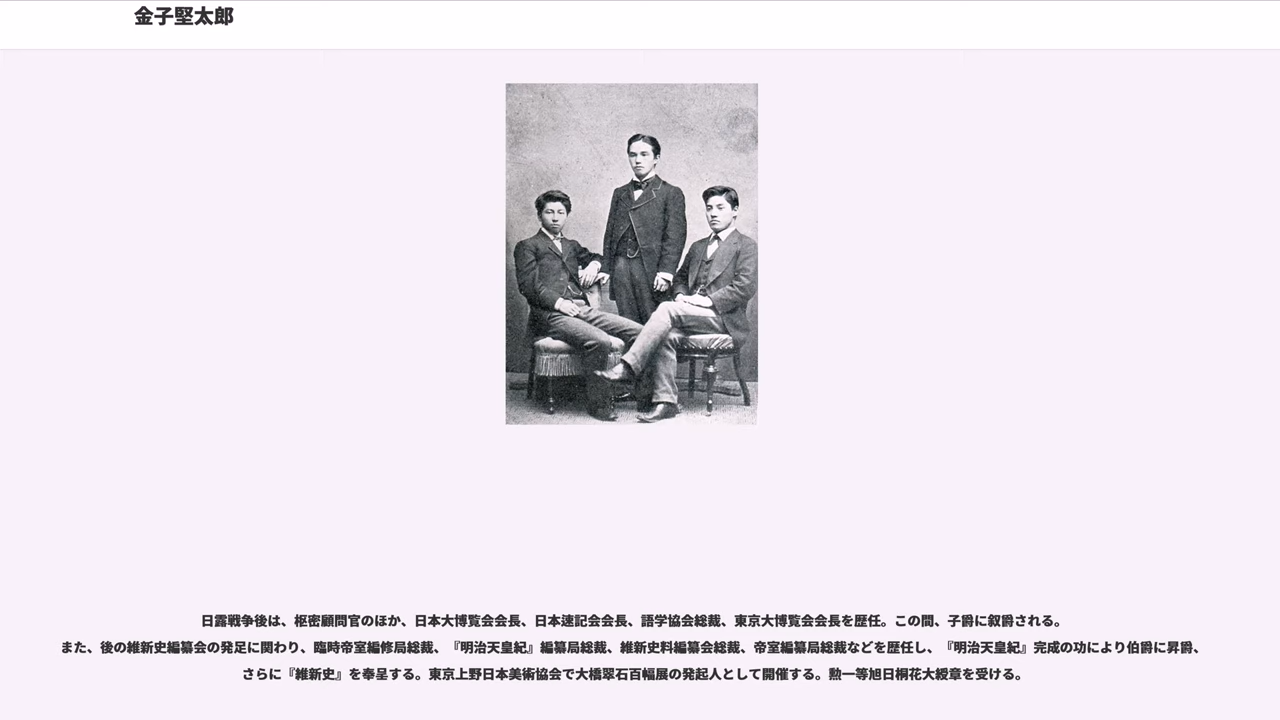 金子堅太郎
日露戦争後は、枢密顧問官のほか、日本大博覧会会長、日本速記会会長、語学協会総裁、東京大博覧会会長を歴任。この間、子爵に叙爵される。
また、後の維新史編纂会の発足に関わり、臨時帝室編修局総裁、『明治天皇紀』編纂局総裁、維新史料編纂会総裁、帝室編纂局総裁などを歴任し、『明治天皇紀』完成の功により伯爵に昇爵、
さらに『維新史』を奉呈する。東京上野日本美術協会で大橋翠石百幅展の発起人として開催する。勲一等旭日桐花大綬章を受ける。